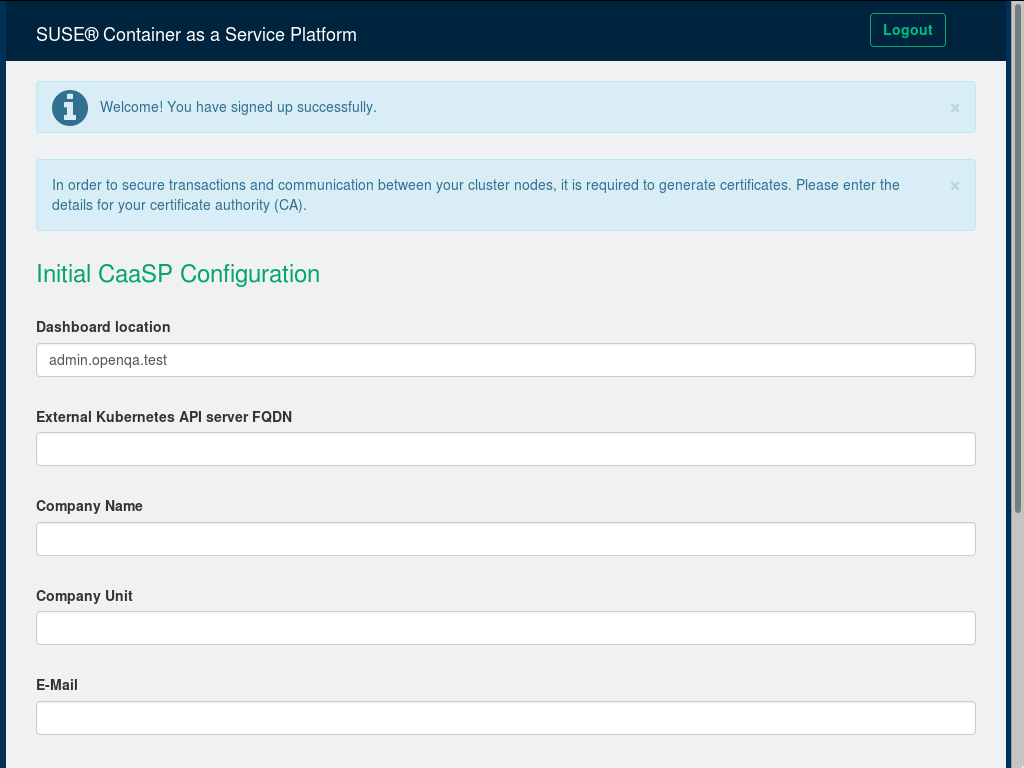 SUSE® Container as a Service Platform
Logout
Welcome! You have signed up successfully.
×
In order to secure transactions and communication between your cluster nodes, it is required to generate certificates. Please enter the
×
details for your certificate authority (CA).
Initial CaaSP Configuration
Dashboard location
admin.openqa.test
External Kubernetes API server FQDN
Company Name
Company Unit
E-Mail